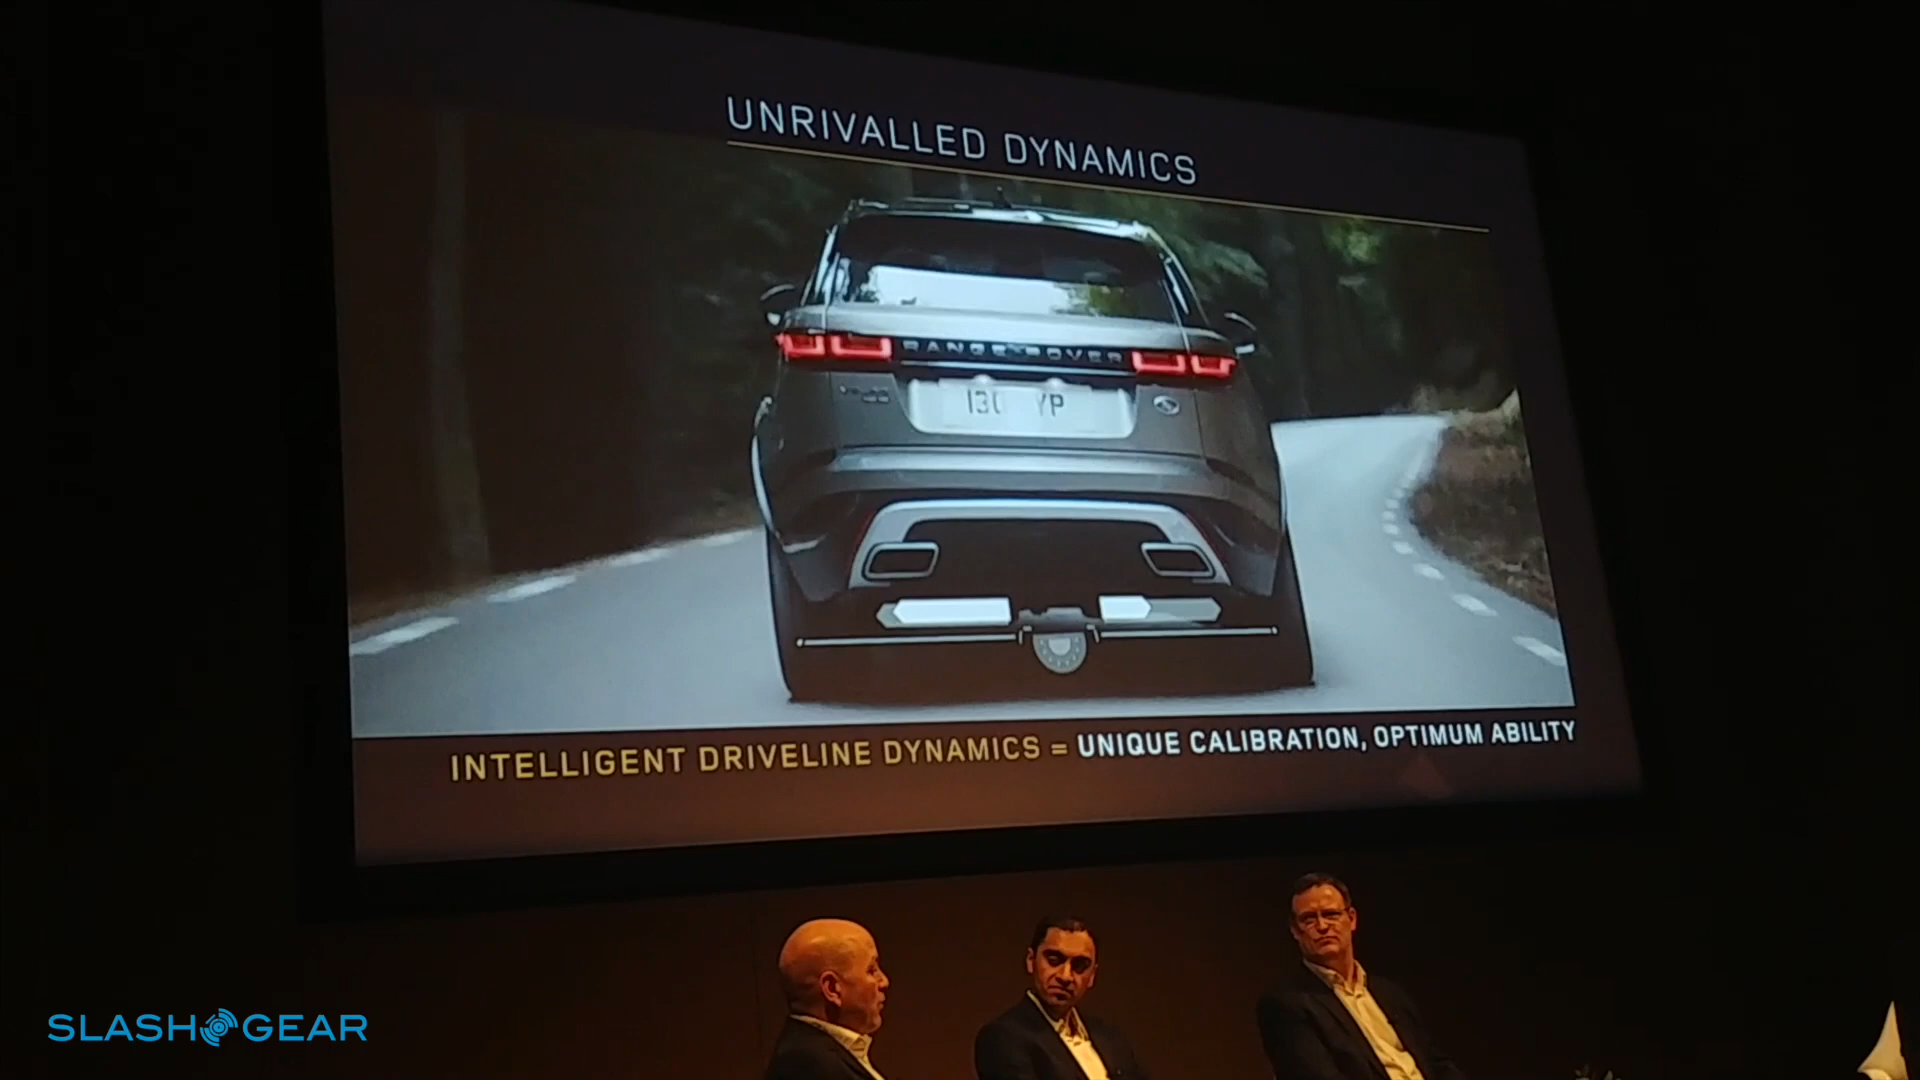 UNRIVALLED DYNAMICS
RANGE ROVER
INTELLIGENT DRIVELINE DYNAMICS = UNIQUE CALIBRATION, OPTIMUM ABILITY
SLASHGEAR